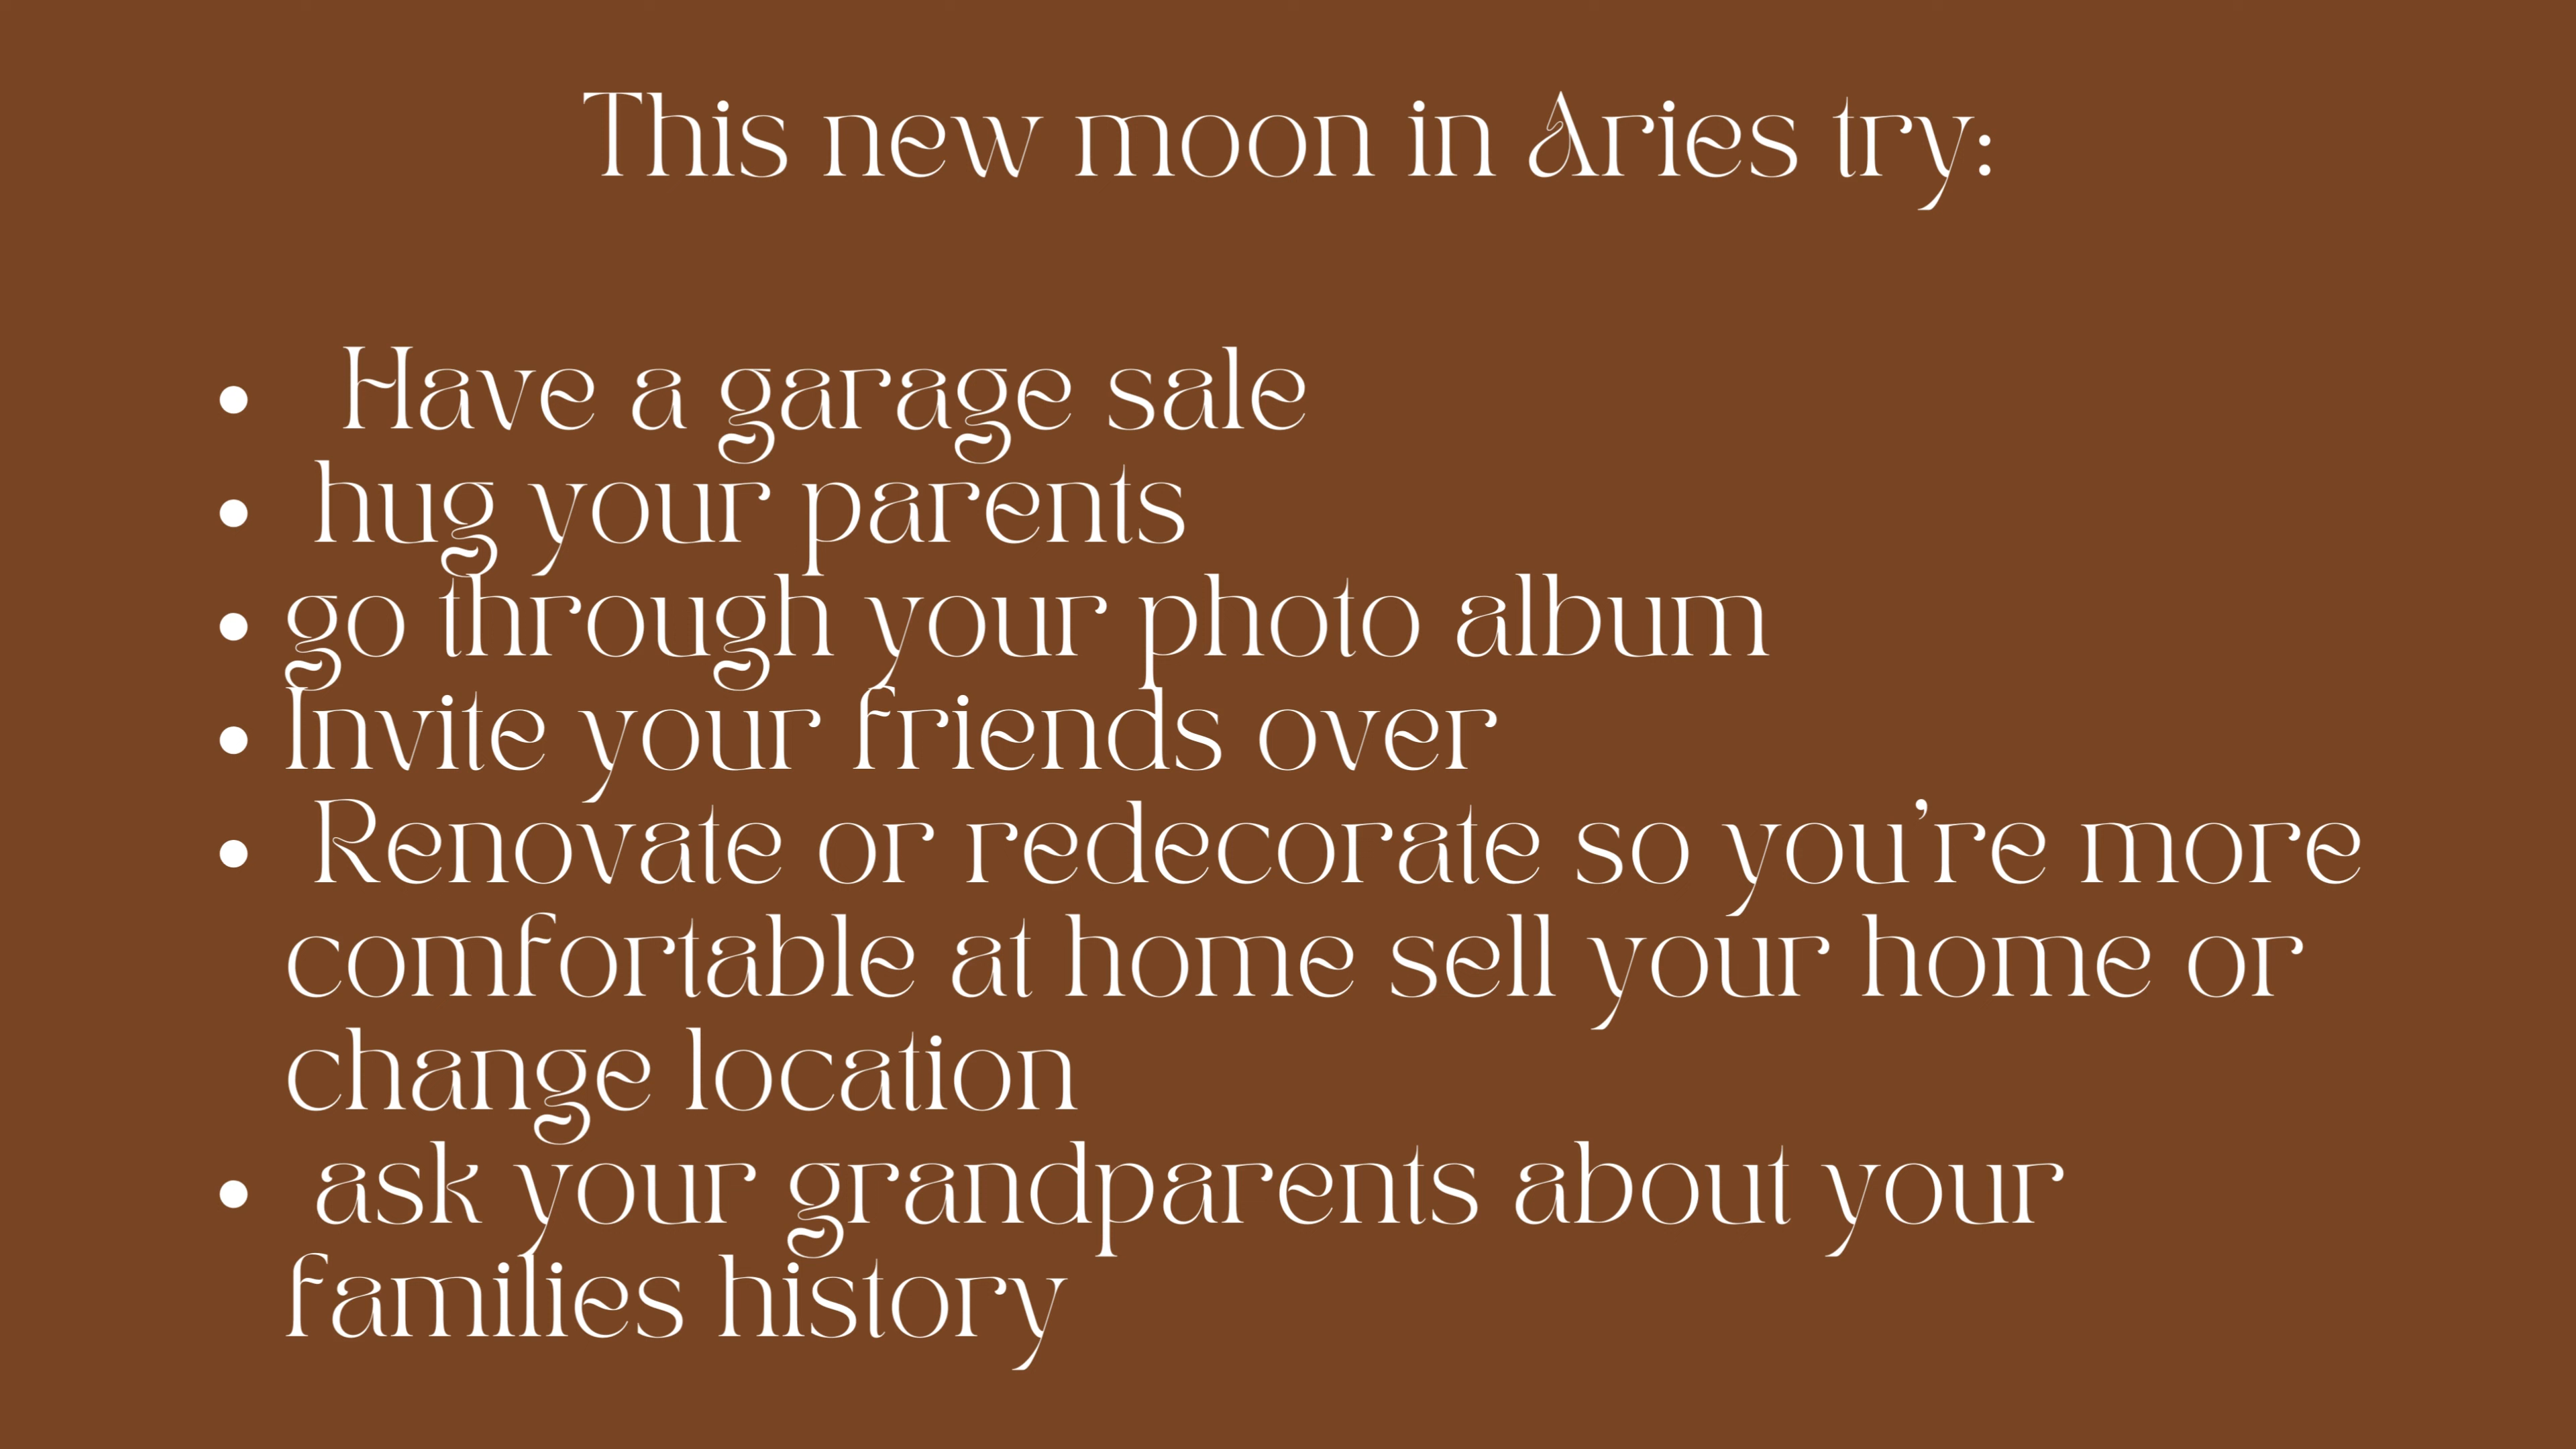 This new moon in Aries try:
• Have a garage sale
• hug your parents
• go through your photo album
• Invite your friends over
• Renovate or redecorate so you're more
comfortable at home sell your home or
change location
• ask your grandparents about your
families history